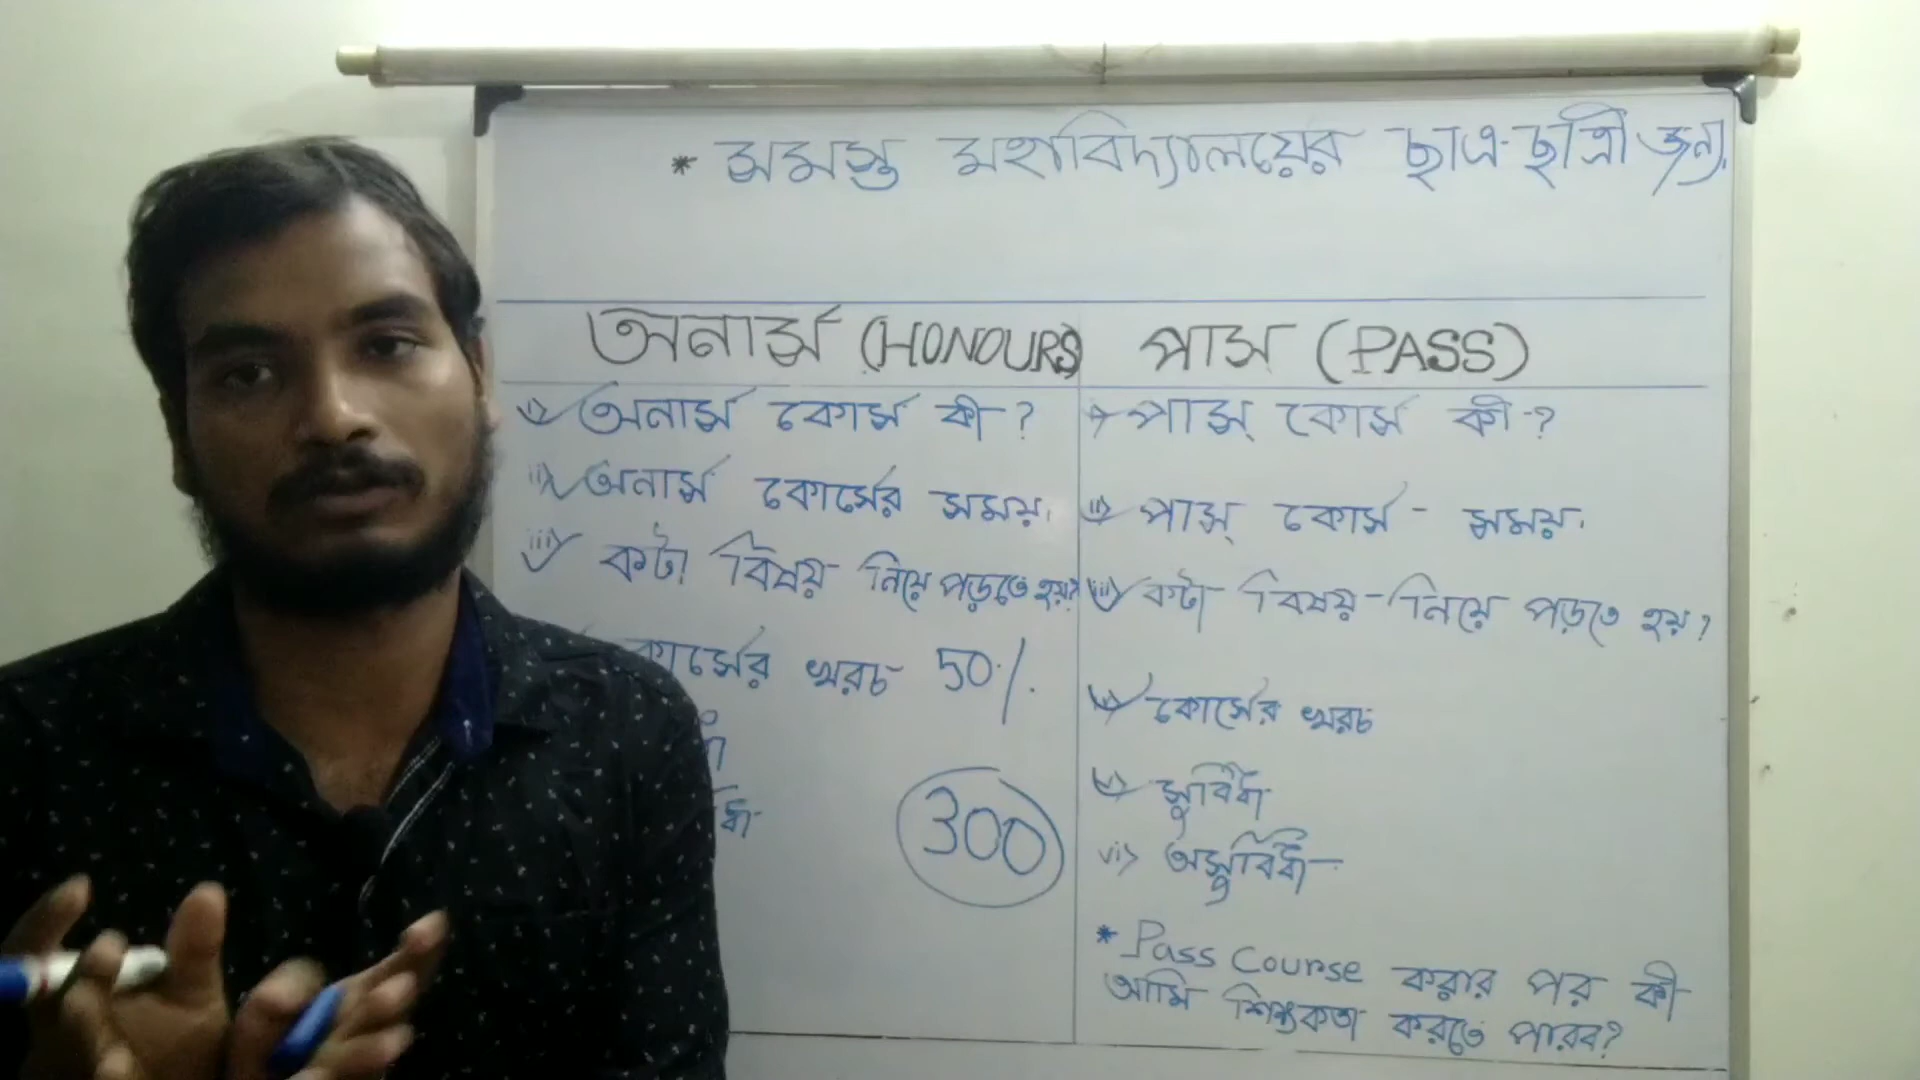 * সমস্ত মহাবিদ্যালয়ের ছাত্র-ছাত্রী জন্য.
অনার্স (HONOURS)
i> অনার্স কোর্স কী ?
ii> অনার্স কোর্সের সময়.
iii> কটা বিষয় নিয়ে পড়তে হয়?
কোর্সের খরচ 50%.
300
পাস (PASS)
i> পাস্ কোর্স কী-?
ii> পাস্ কোর্স - সময়.
iii> কটা বিষয়-নিয়ে পড়তে হয়?
iv> কোর্সের খরচ
v> সুবিধা
vi> অসুবিধা-
* Pass Course করার পর কী
আমি শিক্ষকতা করতে পারব?